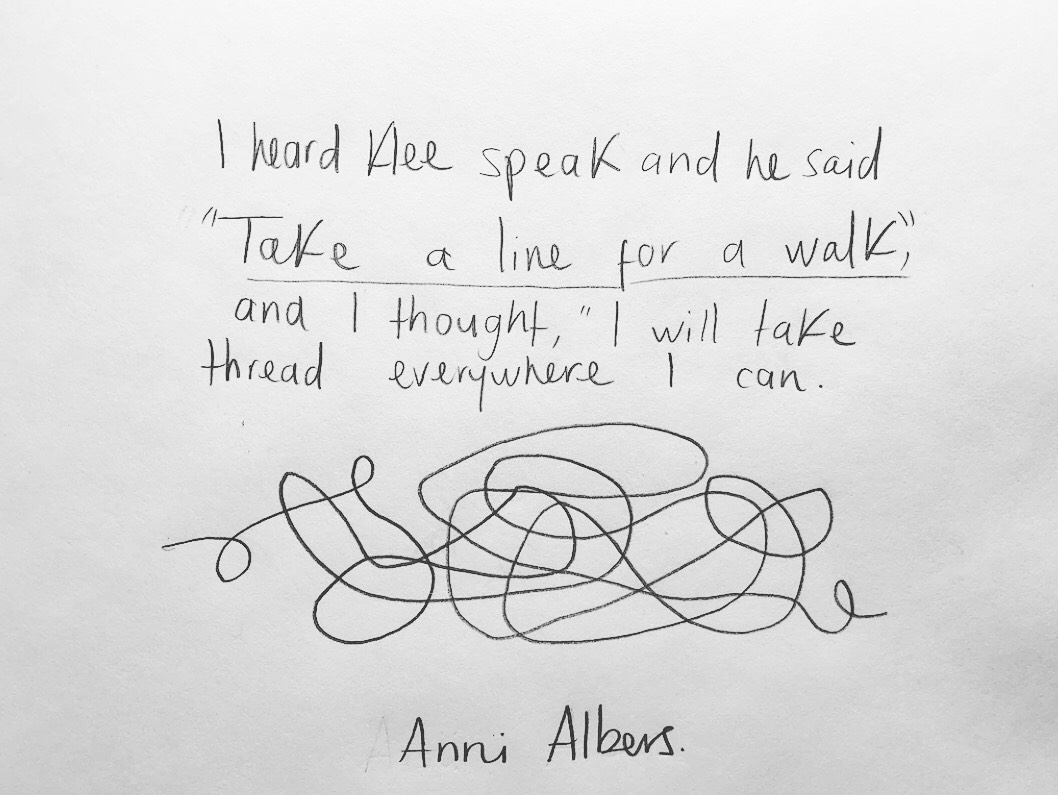 I heard Klee speak and he said
"Take a line for a walk,"
and I thought, "I will take
thread everywhere I can.
Anni Albers.